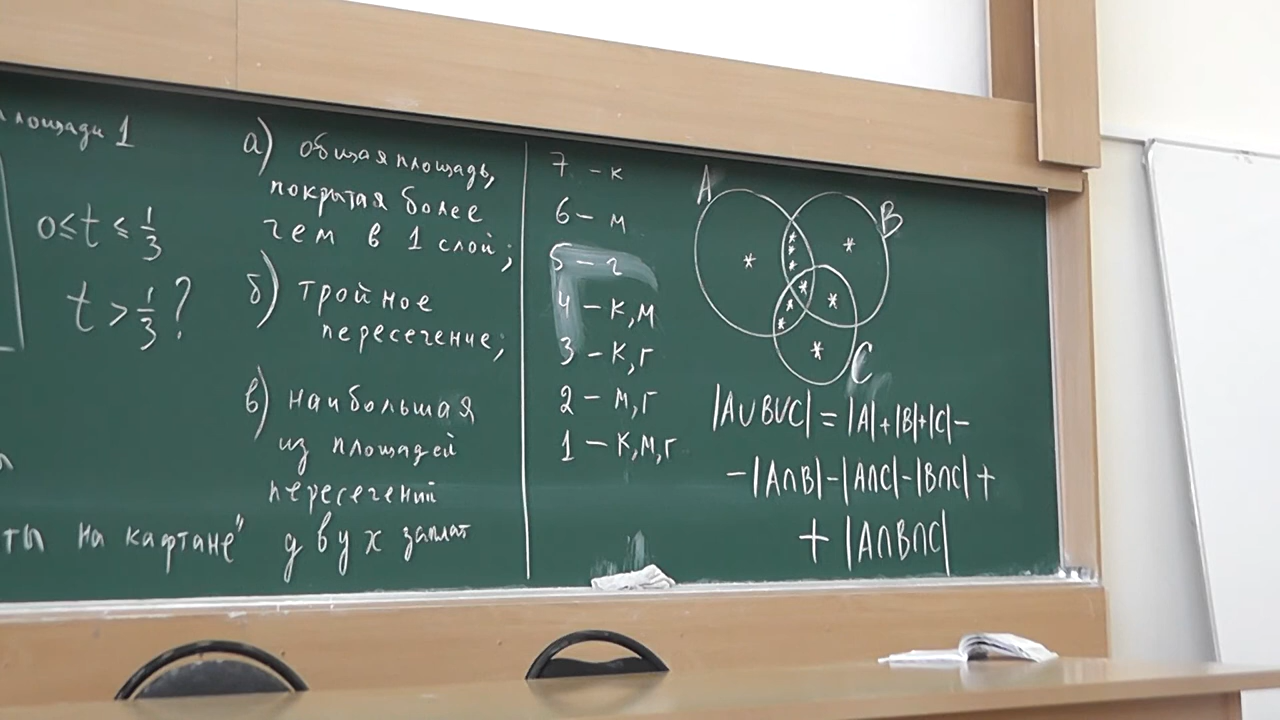 площади 1
0≤t≤1/3
t>1/3?
ты на кафтане"
а) общая площадь,
покрытая более
чем в 1 слой;
б) тройное
пересечение;
в) наибольшая
из площадей
пересечений
двух заплат
7 - к
6 - м
5 - г
4 - к,м
3 - к,г
2 - м,г
1 - к,м,г
A
B
C
|A∪B∪C| = |A|+|B|+|C|-
-|A∩B|-|A∩C|-|B∩C|+
+|A∩B∩C|